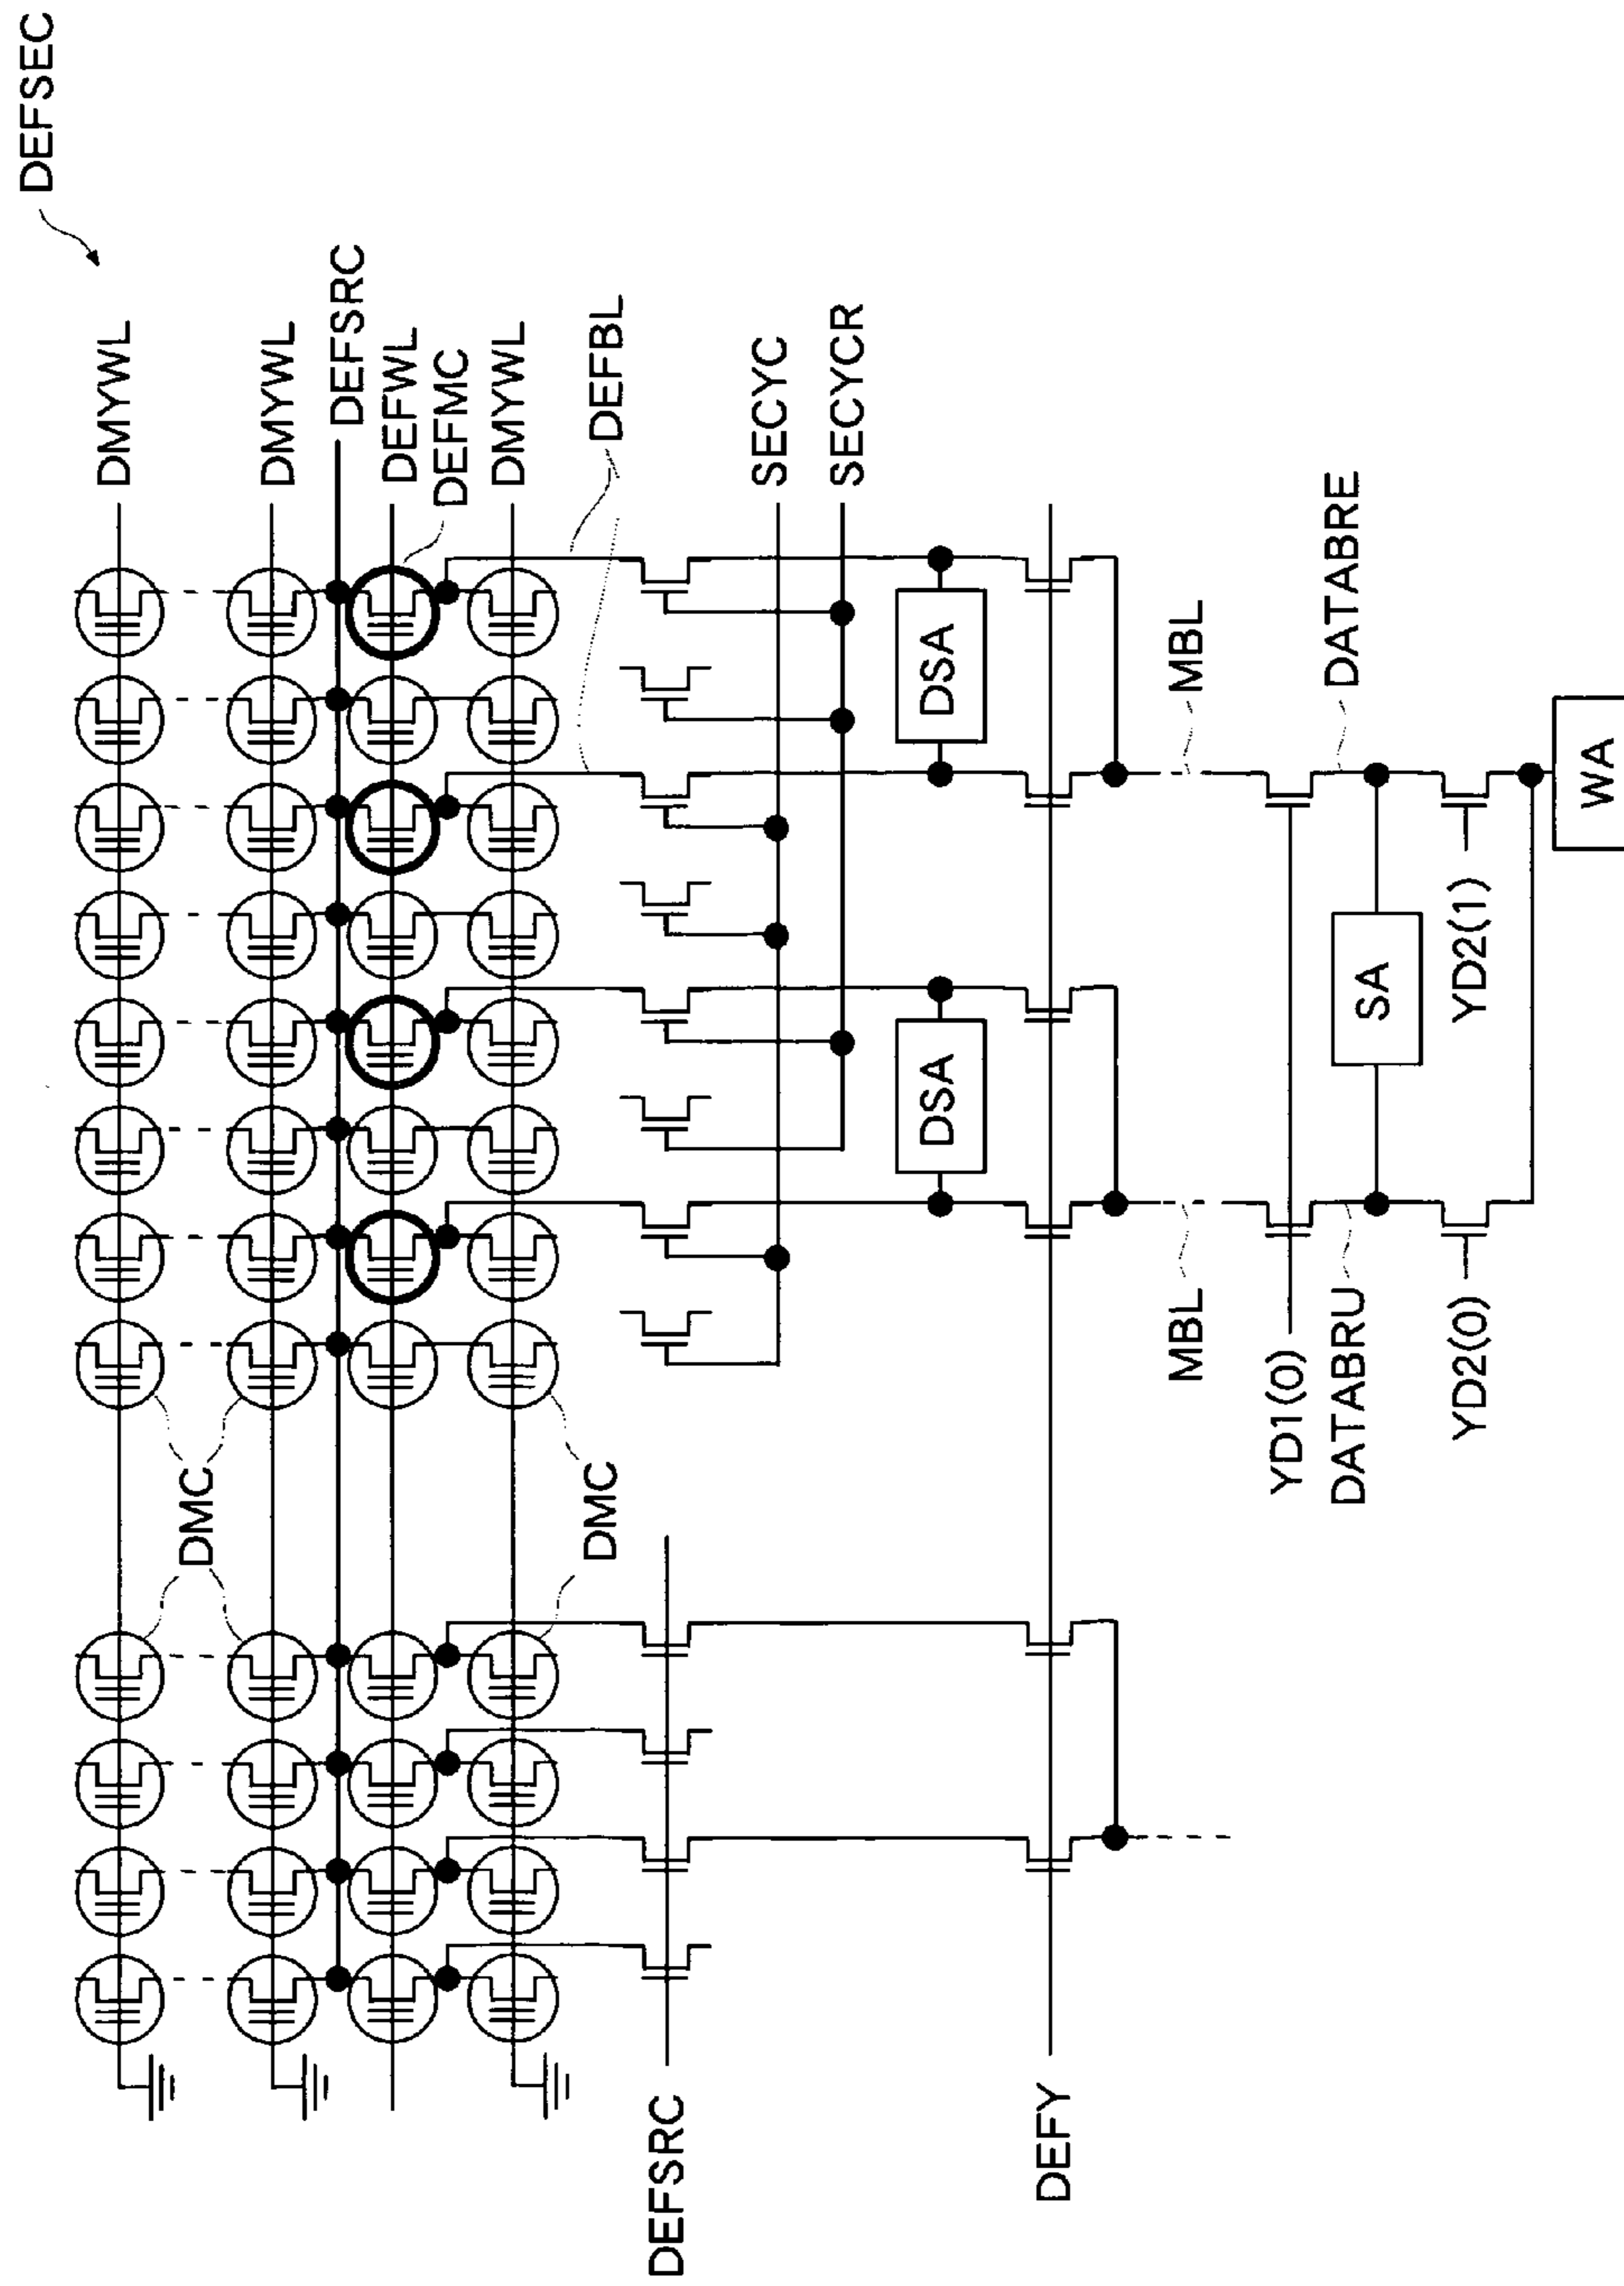 DEFSEC
DMYWL
DMYWL
DEFSRC
DEFWL
DEFMC
DMYWL
DEFBL
SECYC
SECYCR
DSA
DSA
MBL
MBL
DATABRE
DATABRU
YD1(0)
SA
YD2(1)
YD2(0)
WA
DMC
DMC
DEFSRC
DEFY